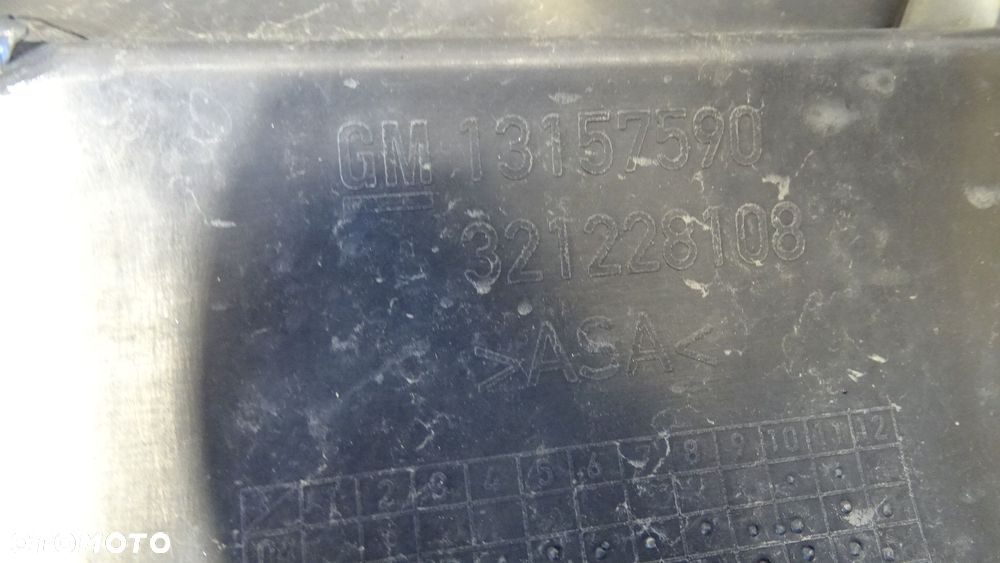 GM 13157590
321228108
>ASA<
1 2 3 4 5 6 7 8 9 10 11 12
OTOMOTO